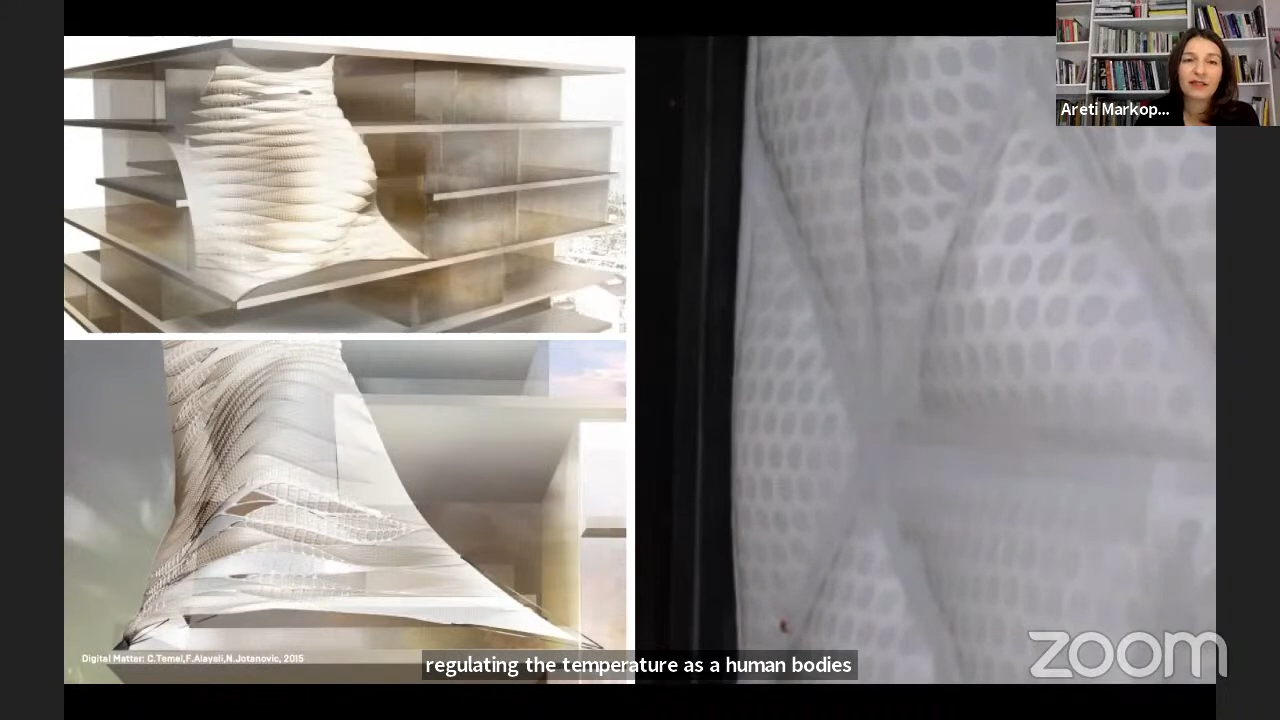 Areti Markop...
Digital Matter: C.Temel,F.Alayeli,N.Jotanovic, 2015
regulating the temperature as a human bodies
zoom